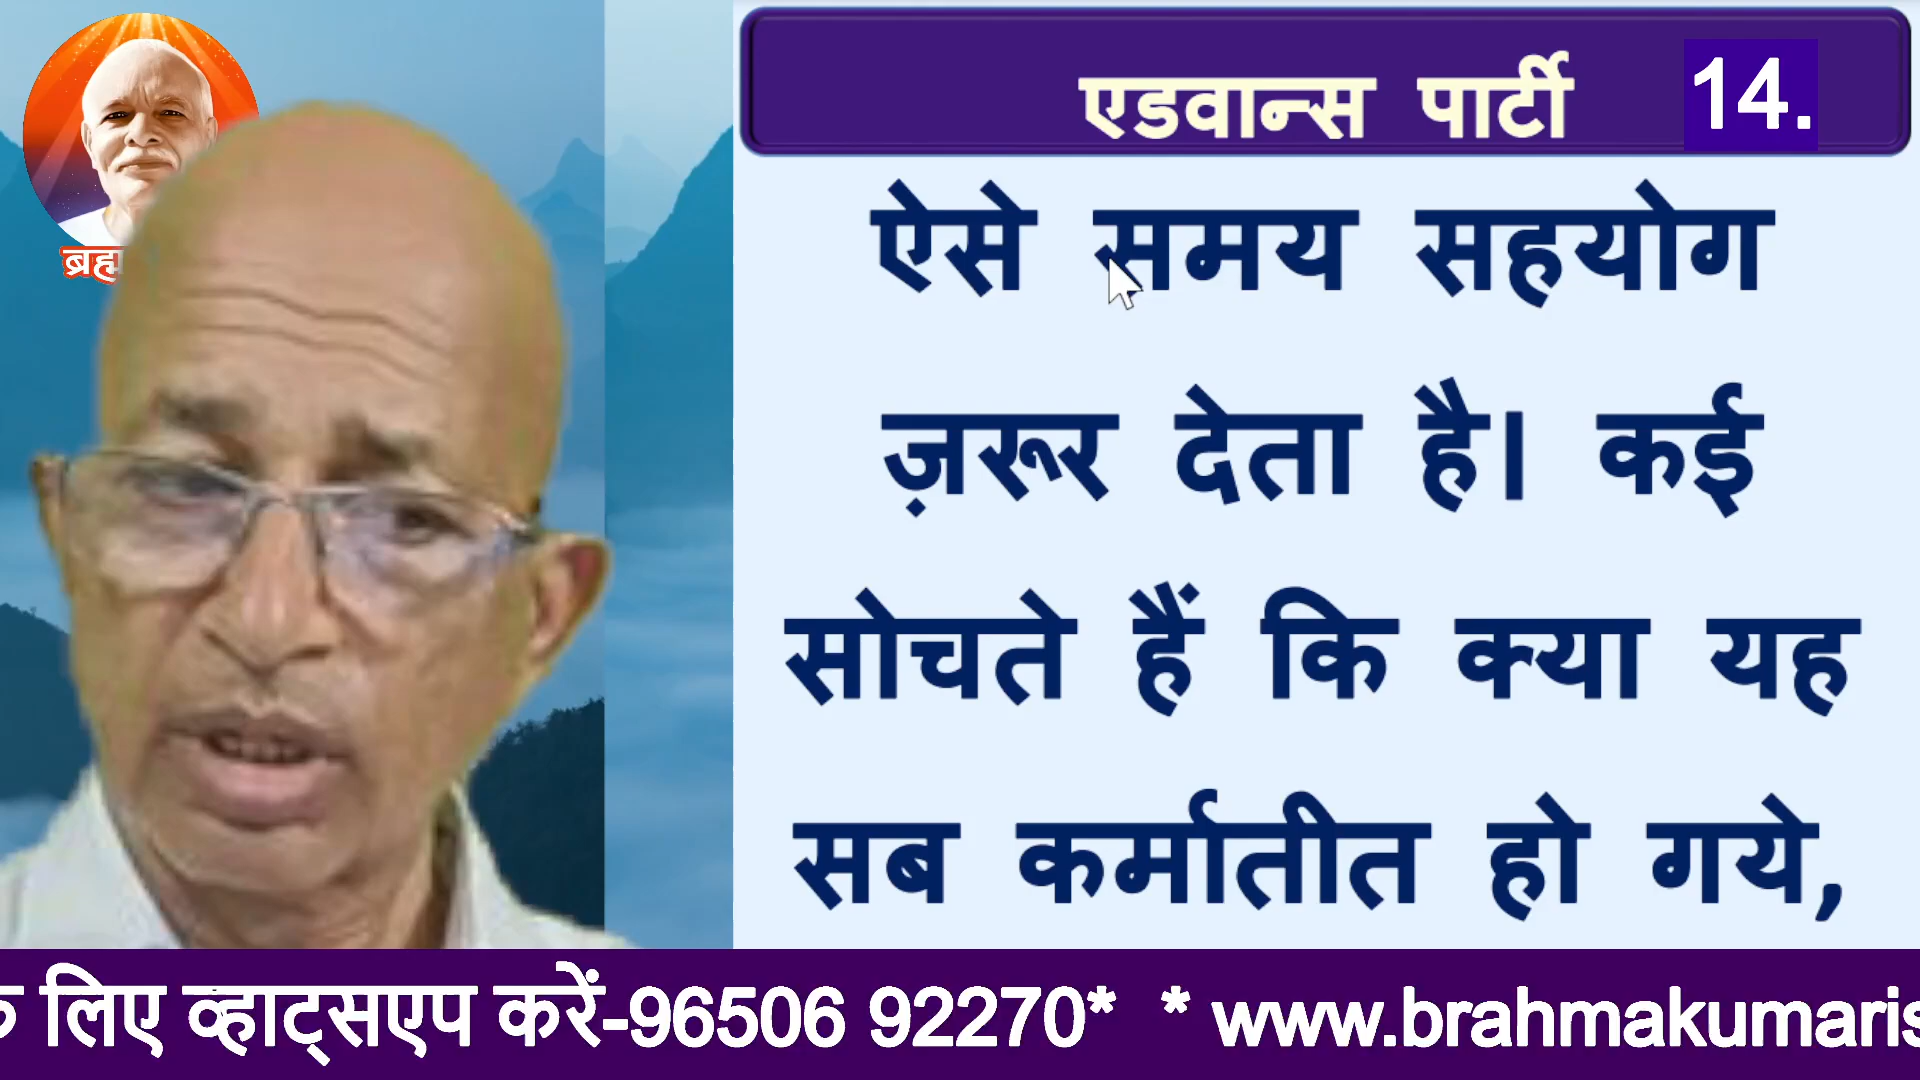 एडवान्स पार्टी 14.
ऐसे समय सहयोग
ज़रूर देता है। कई
सोचते हैं कि क्या यह
सब कर्मातीत हो गये,
लिए व्हाट्सएप करें-96506 92270* * www.brahmakumaris